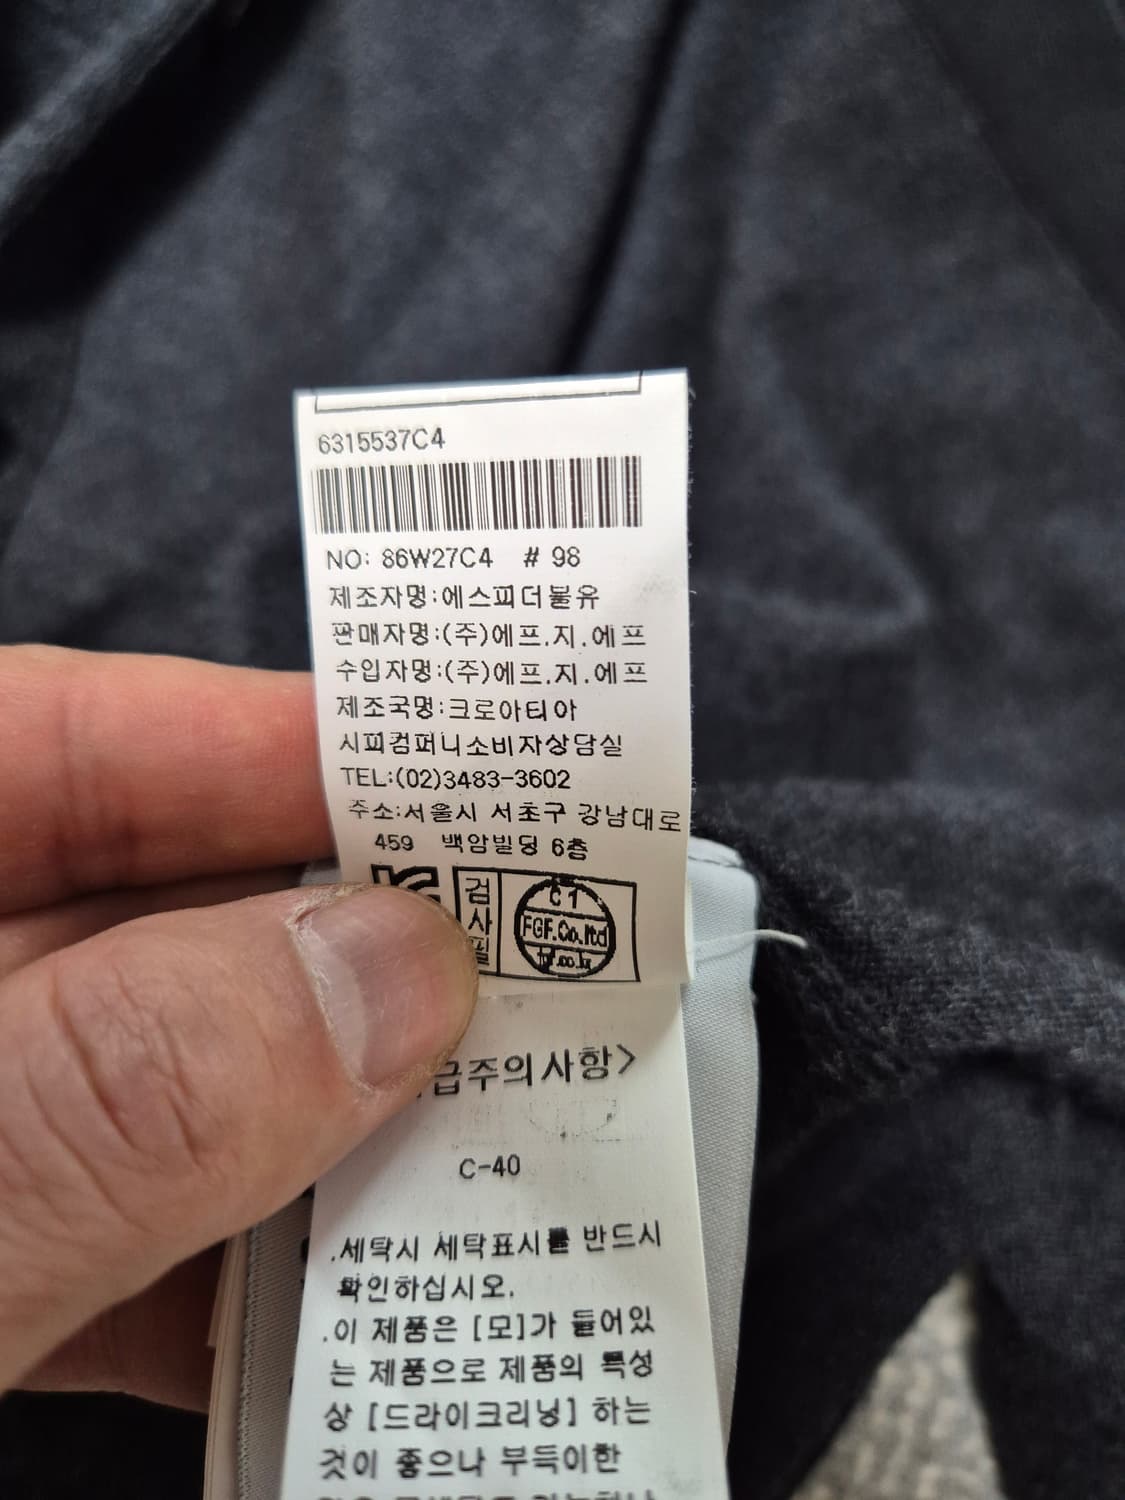 6315537C4
NO: 86W27C4 # 98
제조자명:에스피더불유
판매자명:(주)에프.지.에프
수입자명:(주)에프.지.에프
제조국명:크로아티아
시피컴퍼니소비자상담실
TEL:(02)3483-3602
주소:서울시 서초구 강남대로
459 백암빌딩 6층
검사필
C 1
FGF.Co.ltd
fgf.co.kr
급주의사항>
C-40
.세탁시 세탁표시를 반드시
확인하십시오.
.이 제품은 [모]가 들어있
는 제품으로 제품의 특성
상 [드라이크리닝] 하는
것이 좋으나 부득이한